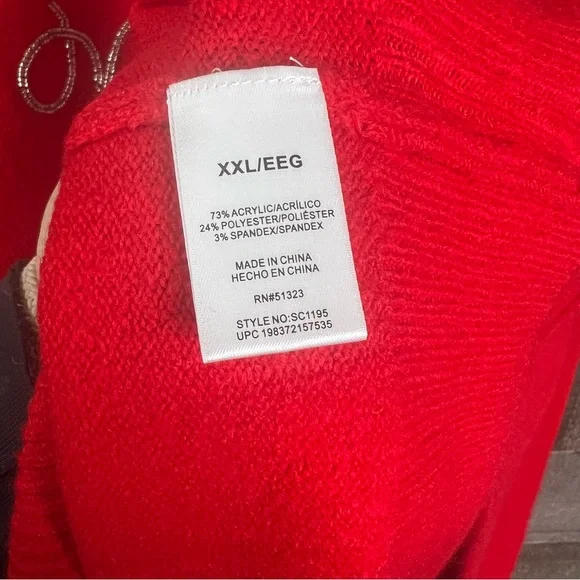 XXL/EEG
73% ACRYLIC/ACRÍLICO
24% POLYESTER/POLIÉSTER
3% SPANDEX/SPANDEX
MADE IN CHINA
HECHO EN CHINA
RN#51323
STYLE NO:SC1195
UPC 198372157535